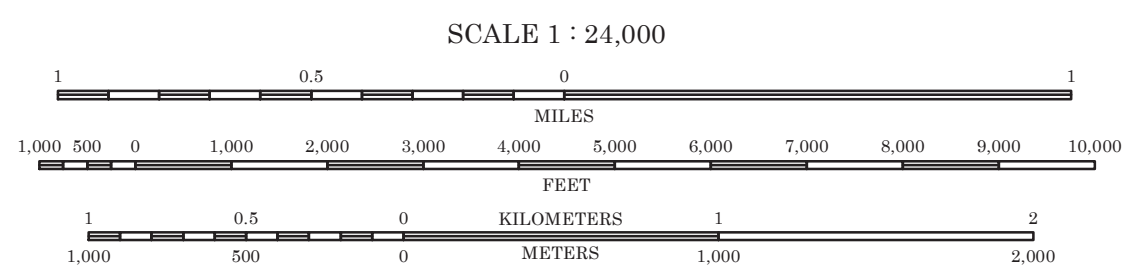 SCALE 1 : 24,000
1 0.5 0 1
MILES
1,000 500 0 1,000 2,000 3,000 4,000 5,000 6,000 7,000 8,000 9,000 10,000
FEET
1 0.5 0 KILOMETERS 1 2
1,000 500 0 METERS 1,000 2,000